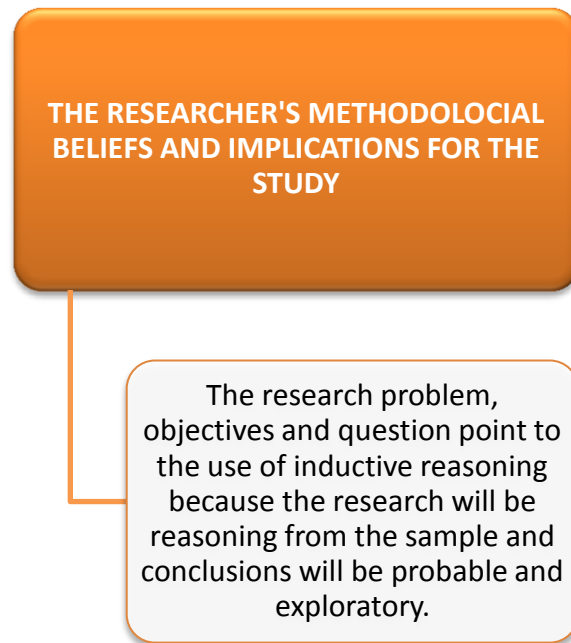 THE RESEARCHER'S METHODOLOCIAL
BELIEFS AND IMPLICATIONS FOR THE
STUDY
The research problem,
objectives and question point to
the use of inductive reasoning
because the research will be
reasoning from the sample and
conclusions will be probable and
exploratory.